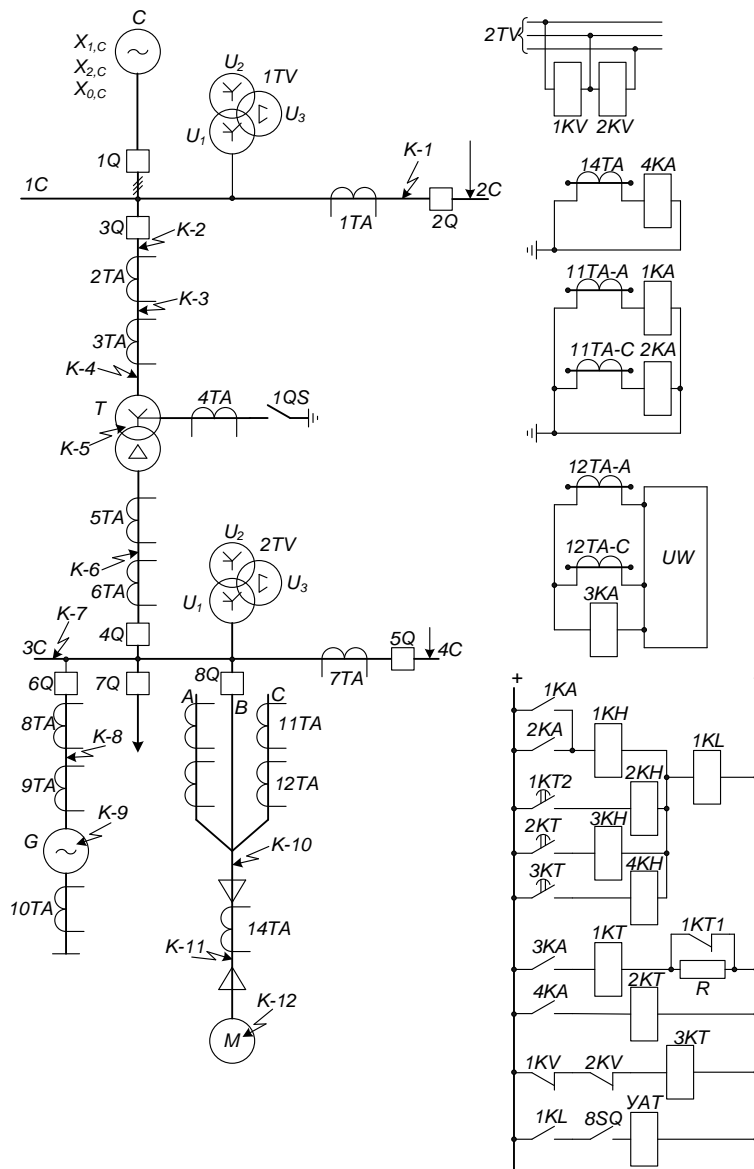 C
X1,C
X2,C
X0,C
U2
1TV
U3
U1
K-1
1Q
1C
2C
1TA
2Q
3Q
K-2
2TA
K-3
3TA
K-4
T
4TA
1QS
K-5
5TA
K-6
6TA
U2
2TV
U3
U1
K-7
4Q
3C
5Q
4C
7TA
6Q
7Q
8Q
A
B
C
8TA
K-8
9TA
11TA
12TA
G
K-9
K-10
10TA
14TA
K-11
K-12
M
2TV
1KV
2KV
14TA
4KA
11TA-A
1KA
11TA-C
2KA
12TA-A
12TA-C
UW
3KA
+
1KA
1KH
2KA
1KL
1KT2
2KH
2KT
3KH
3KT
4KH
3KA
1KT
1KT1
R
4KA
2KT
1KV
2KV
3KT
1KL
8SQ
УАТ